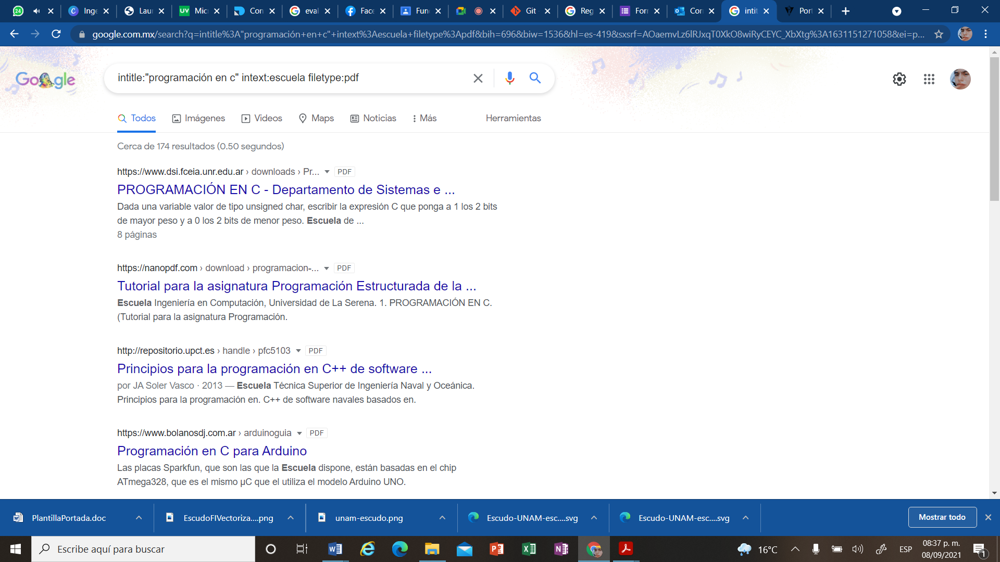 24
Inge
Laur
UV Micr
Con
eval
Face
Fun
Git -
Reg
Forr
Cor
intit
Port
google.com.mx/search?q=intitle%3A"programación+en+c"+intext%3Aescuela+filetype%3Apdf&bih=696&biw=1536&hl=es-419&sxsrf=AOaemvLz6lRJxqT0XkO8wiRyCEYC_XbXtg%3A1631151271058&ei=p...
Google
intitle:"programación en c" intext:escuela filetype:pdf
Todos Imágenes Videos Maps Noticias Más Herramientas
Cerca de 174 resultados (0.50 segundos)
https://www.dsi.fceia.unr.edu.ar › downloads › Pr... PDF
PROGRAMACIÓN EN C - Departamento de Sistemas e ...
Dada una variable valor de tipo unsigned char, escribir la expresión C que ponga a 1 los 2 bits
de mayor peso y a 0 los 2 bits de menor peso. Escuela de ...
8 páginas
https://nanopdf.com › download › programacion-... PDF
Tutorial para la asignatura Programación Estructurada de la ...
Escuela Ingeniería en Computación, Universidad de La Serena. 1. PROGRAMACIÓN EN C.
(Tutorial para la asignatura Programación.
http://repositorio.upct.es › handle › pfc5103 PDF
Principios para la programación en C++ de software ...
por JA Soler Vasco · 2013 — Escuela Técnica Superior de Ingeniería Naval y Oceánica.
Principios para la programación en. C++ de software navales basados en.
https://www.bolanosdj.com.ar › arduinoguia PDF
Programación en C para Arduino
Las placas Sparkfun, que son las que la Escuela dispone, están basadas en el chip
ATmega328, que es el mismo µC que el utiliza el modelo Arduino UNO.
PlantillaPortada.doc
EscudoFIVectoriza....png
unam-escudo.png
Escudo-UNAM-esc....svg
Escudo-UNAM-esc....svg
Mostrar todo
Escribe aquí para buscar
16°C
ESP
08:37 p. m.
08/09/2021
1